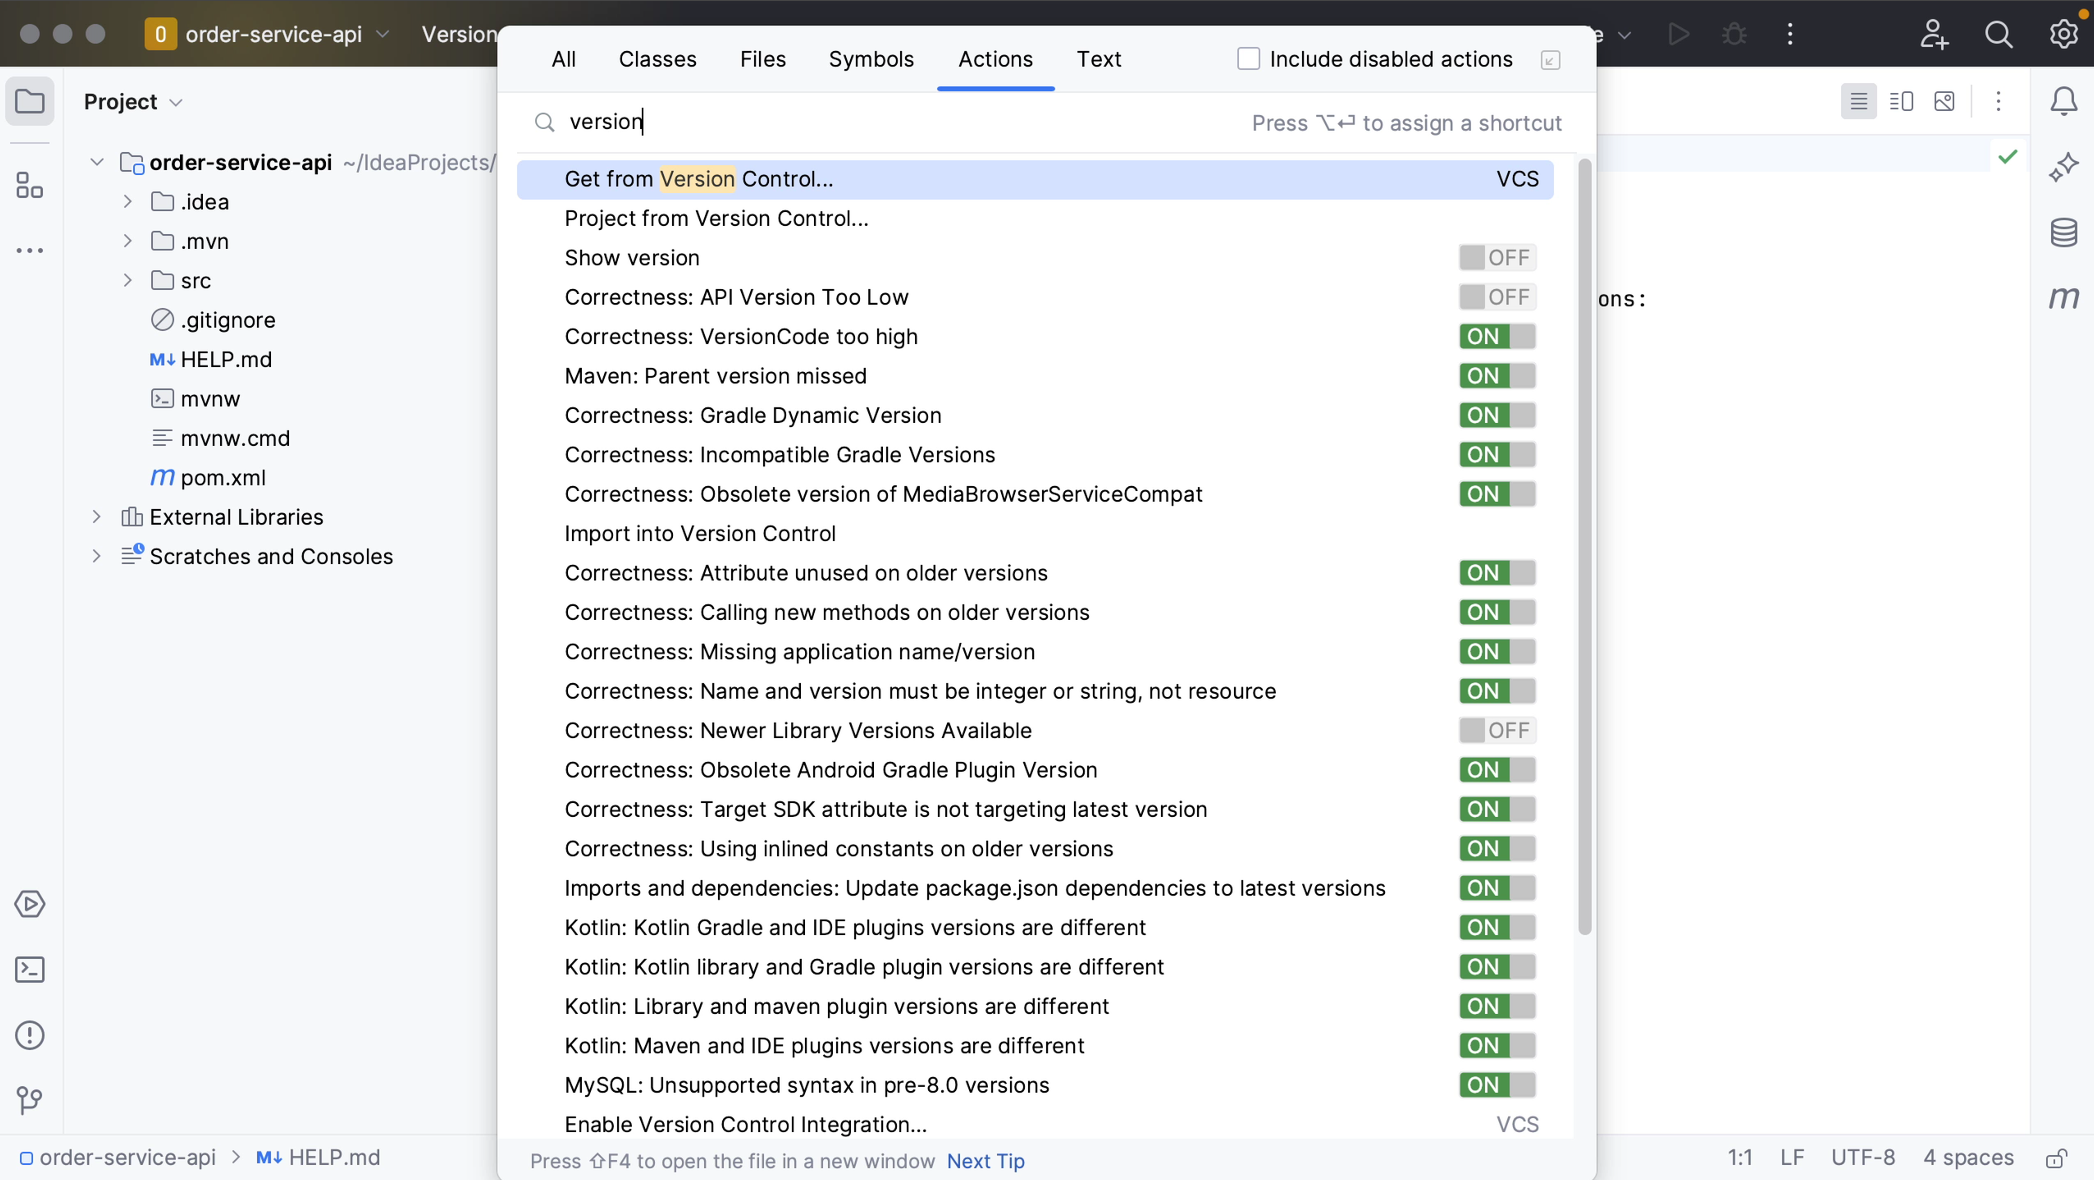 O order-service-api Version e
All Classes Files Symbols Actions Text Include disabled actions
version Press ⌥⏎ to assign a shortcut
Project
order-service-api ~/IdeaProjects/
.idea
.mvn
src
.gitignore
M↓ HELP.md
mvnw
mvnw.cmd
m pom.xml
External Libraries
Scratches and Consoles
Get from Version Control... VCS
Project from Version Control...
Show version OFF
Correctness: API Version Too Low OFF
Correctness: VersionCode too high ON
Maven: Parent version missed ON
Correctness: Gradle Dynamic Version ON
Correctness: Incompatible Gradle Versions ON
Correctness: Obsolete version of MediaBrowserServiceCompat ON
Import into Version Control
Correctness: Attribute unused on older versions ON
Correctness: Calling new methods on older versions ON
Correctness: Missing application name/version ON
Correctness: Name and version must be integer or string, not resource ON
Correctness: Newer Library Versions Available OFF
Correctness: Obsolete Android Gradle Plugin Version ON
Correctness: Target SDK attribute is not targeting latest version ON
Correctness: Using inlined constants on older versions ON
Imports and dependencies: Update package.json dependencies to latest versions ON
Kotlin: Kotlin Gradle and IDE plugins versions are different ON
Kotlin: Kotlin library and Gradle plugin versions are different ON
Kotlin: Library and maven plugin versions are different ON
Kotlin: Maven and IDE plugins versions are different ON
MySQL: Unsupported syntax in pre-8.0 versions ON
Enable Version Control Integration... VCS
Press ⇧F4 to open the file in a new window Next Tip
ons:
m
order-service-api > M↓ HELP.md
1:1 LF UTF-8 4 spaces